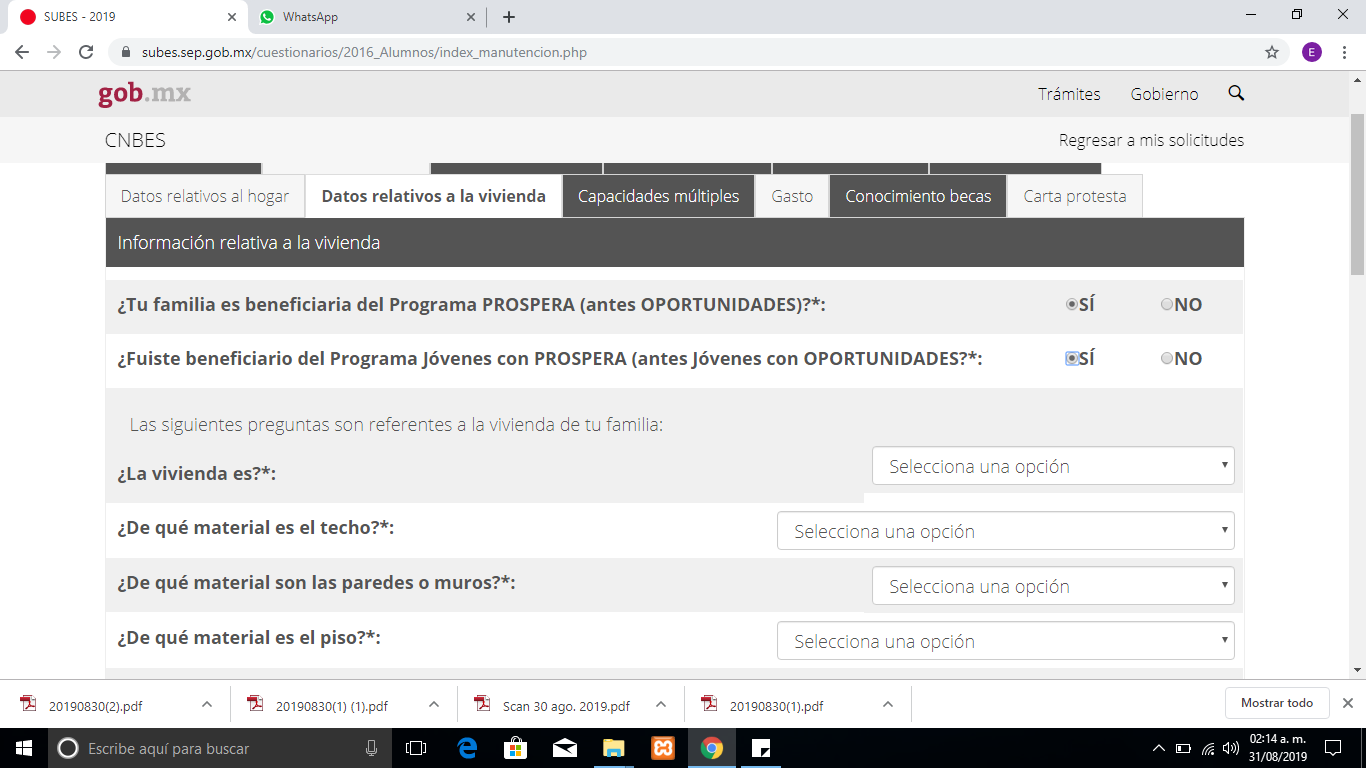 SUBES - 2019
WhatsApp
subes.sep.gob.mx/cuestionarios/2016_Alumnos/index_manutencion.php
E
gob.mx
Trámites Gobierno
CNBES
Regresar a mis solicitudes
Datos relativos al hogar Datos relativos a la vivienda Capacidades múltiples Gasto Conocimiento becas Carta protesta
Información relativa a la vivienda
¿Tu familia es beneficiaria del Programa PROSPERA (antes OPORTUNIDADES)?*: SÍ NO
¿Fuiste beneficiario del Programa Jóvenes con PROSPERA (antes Jóvenes con OPORTUNIDADES?*: SÍ NO
Las siguientes preguntas son referentes a la vivienda de tu familia:
¿La vivienda es?*: Selecciona una opción
¿De qué material es el techo?*: Selecciona una opción
¿De qué material son las paredes o muros?*: Selecciona una opción
¿De qué material es el piso?*: Selecciona una opción
20190830(2).pdf 20190830(1) (1).pdf Scan 30 ago. 2019.pdf 20190830(1).pdf Mostrar todo
Escribe aquí para buscar
02:14 a. m.
31/08/2019